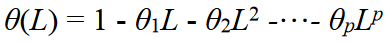 θ(L) = 1 - θ₁L - θ₂L² -⋯- θₚLᵖ